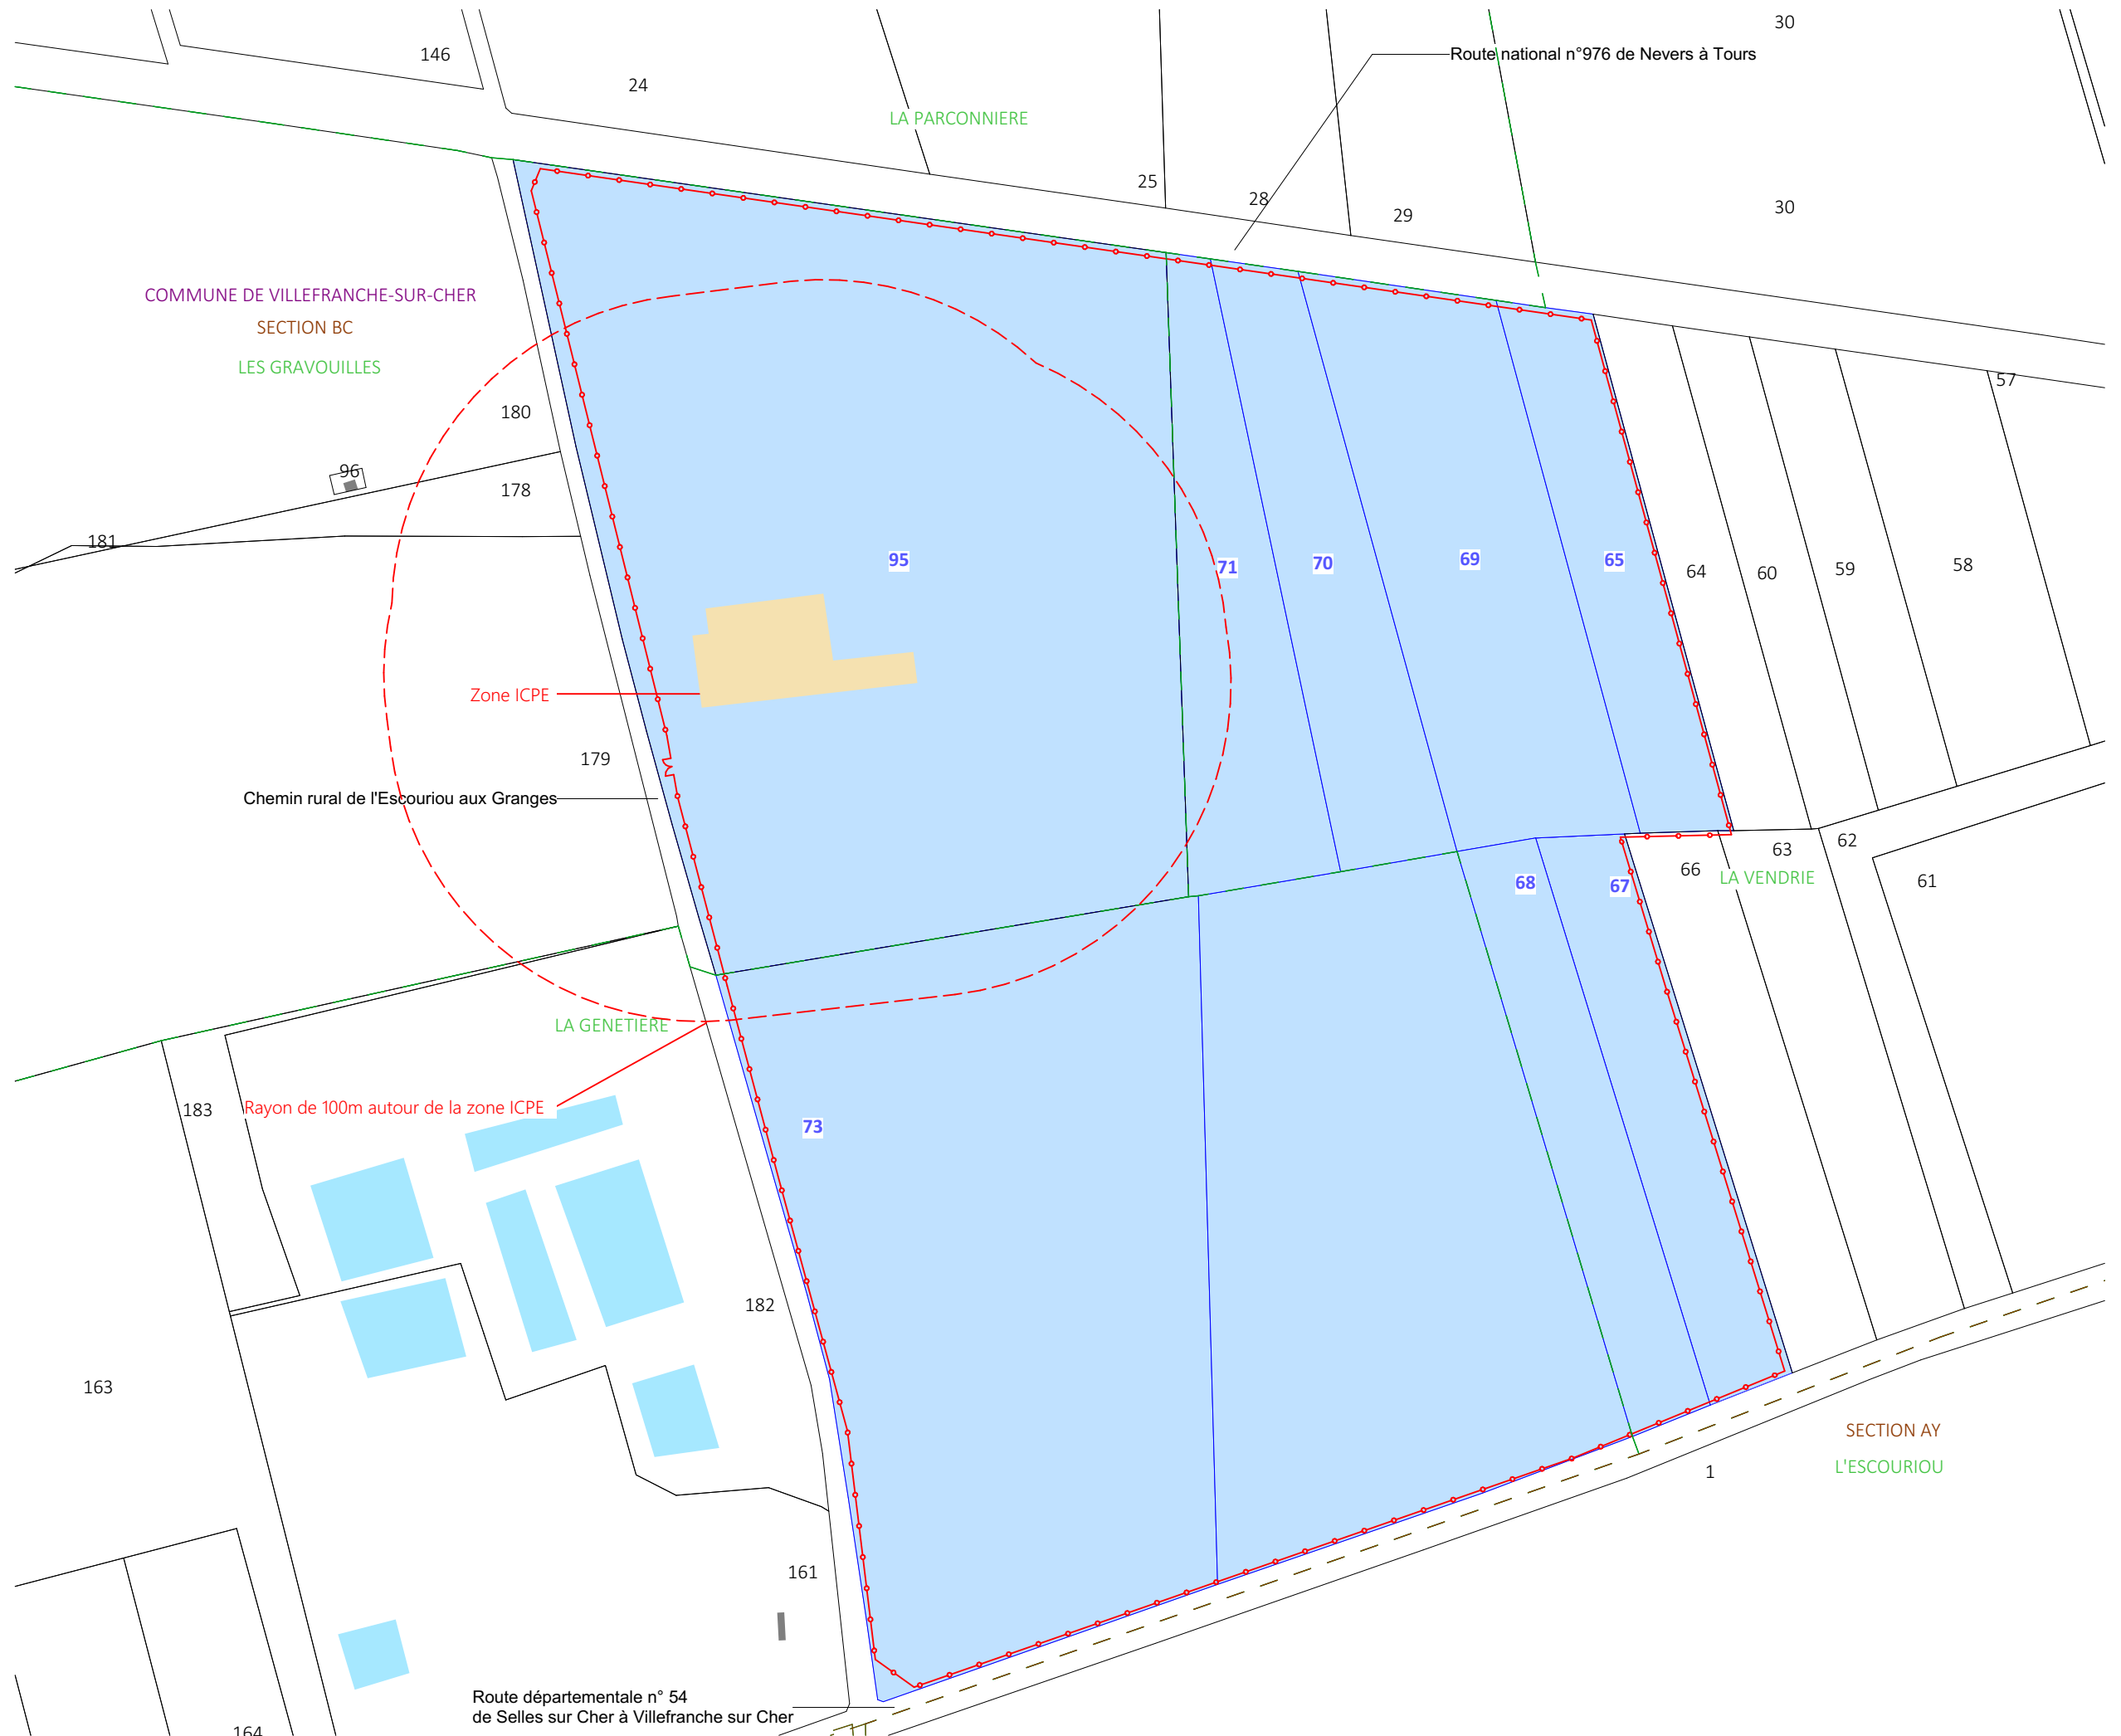 30
146
Route national n°976 de Nevers à Tours
24
LA PARCONNIERE
25
28
29
30
COMMUNE DE VILLEFRANCHE-SUR-CHER
SECTION BC
LES GRAVOUILLES
57
180
96
178
181
95
71
70
69
65
64
60
59
58
Zone ICPE
179
Chemin rural de l'Escouriou aux Granges
62
63
66
LA VENDRIE
61
68
67
LA GENETIERE
183
Rayon de 100m autour de la zone ICPE
73
182
163
SECTION AY
L'ESCOURIOU
1
161
Route départementale n° 54
de Selles sur Cher à Villefranche sur Cher
164